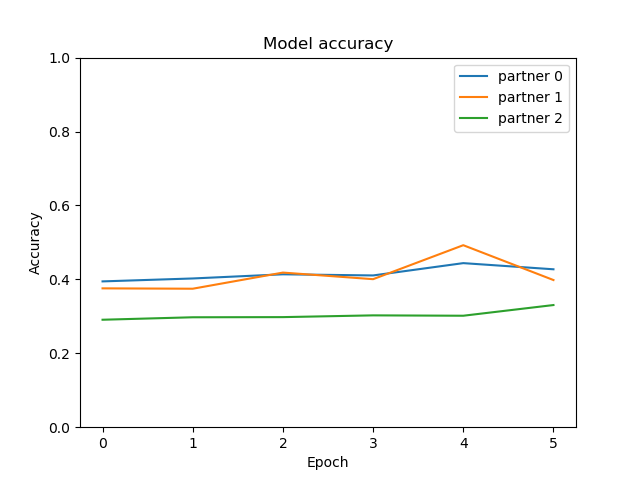 Model accuracy
partner 0
partner 1
partner 2
Accuracy
1.0
0.8
0.6
0.4
0.2
0.0
0 1 2 3 4 5
Epoch